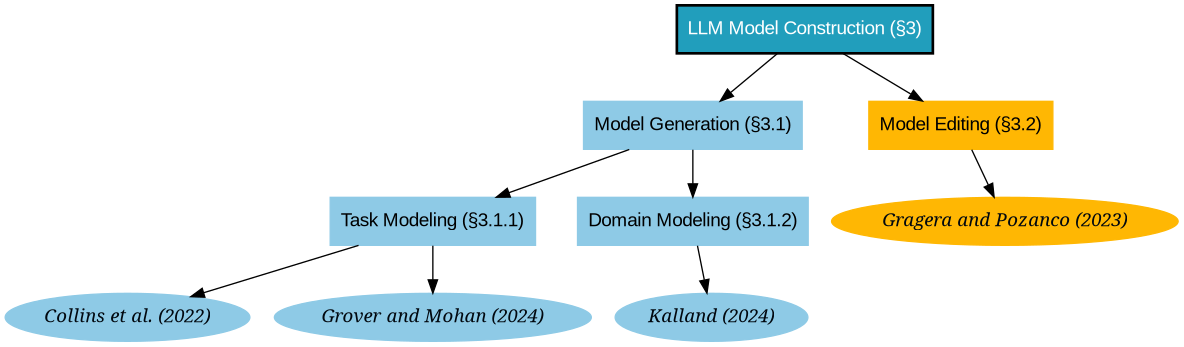 LLM Model Construction (§3)
Model Generation (§3.1)
Model Editing (§3.2)
Task Modeling (§3.1.1)
Domain Modeling (§3.1.2)
Gragera and Pozanco (2023)
Collins et al. (2022)
Grover and Mohan (2024)
Kalland (2024)